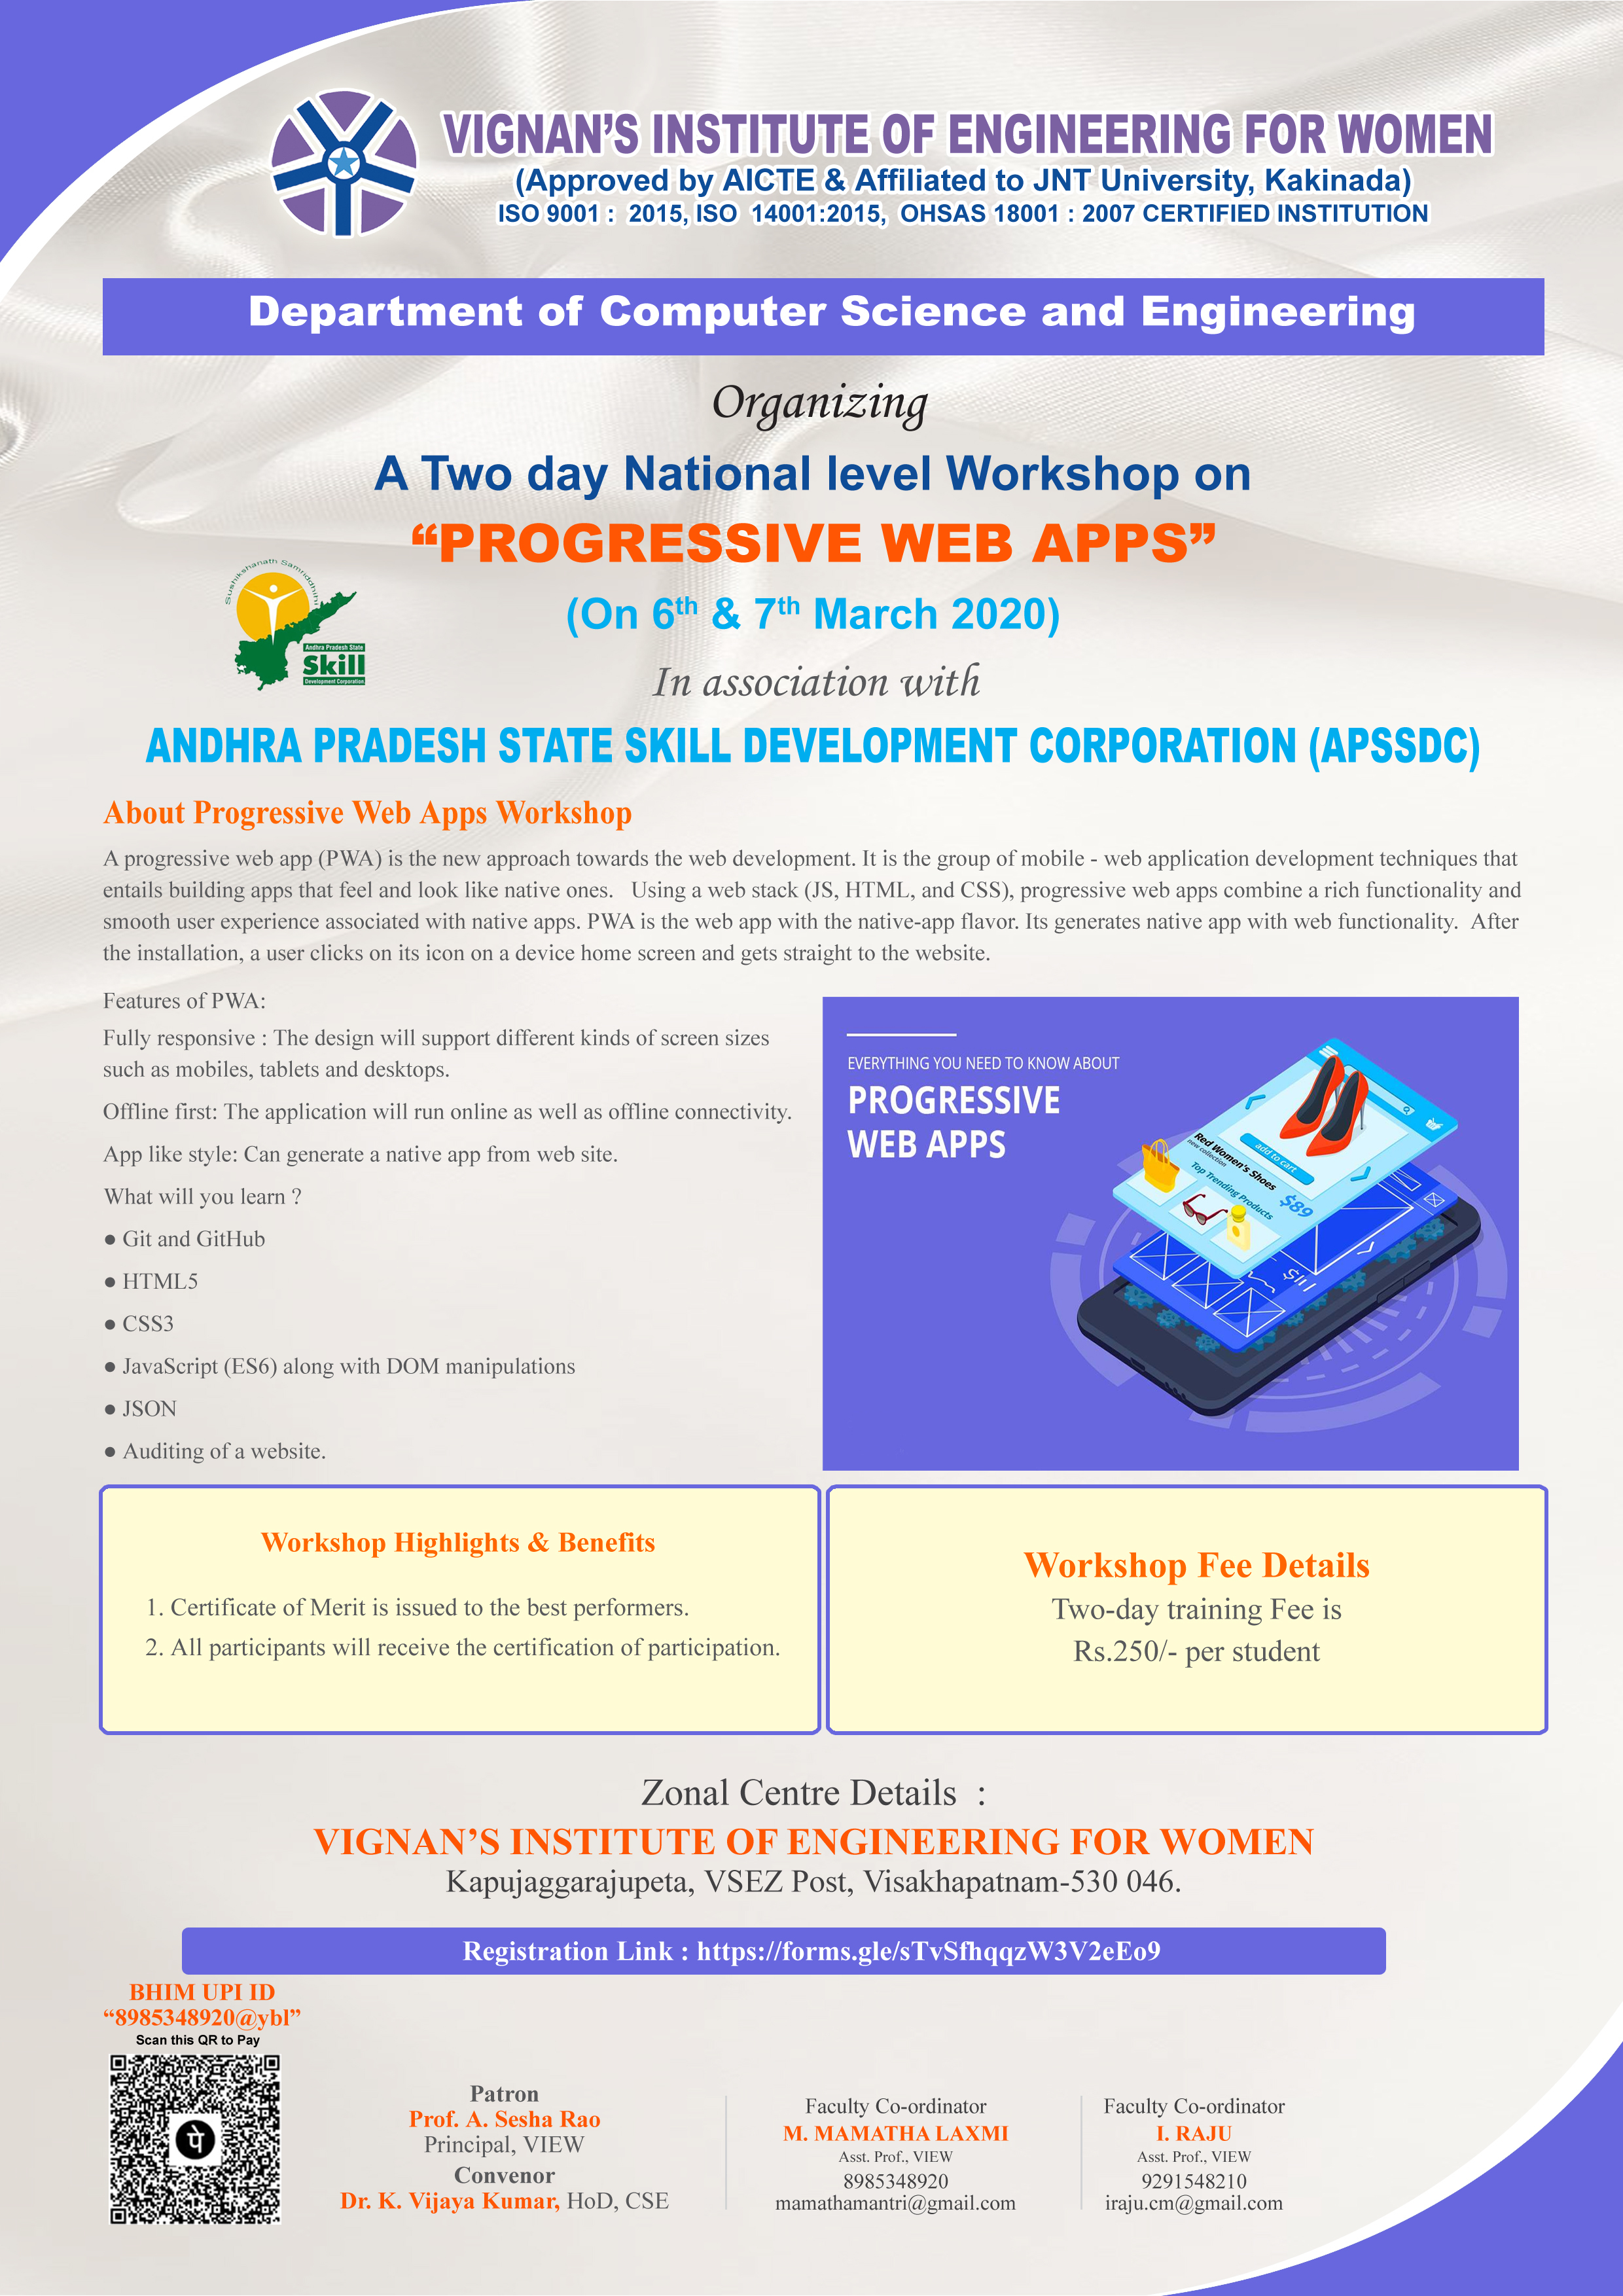 VIGNAN'S INSTITUTE OF ENGINEERING FOR WOMEN
(Approved by AICTE & Affiliated to JNT University, Kakinada)
ISO 9001 : 2015, ISO 14001:2015, OHSAS 18001 : 2007 CERTIFIED INSTITUTION
Department of Computer Science and Engineering
Organizing
A Two day National level Workshop on
“PROGRESSIVE WEB APPS”
(On 6th & 7th March 2020)
Sushikshanath Samriddhihi
Andhra Pradesh State
Skill
Development Corporation
In association with
ANDHRA PRADESH STATE SKILL DEVELOPMENT CORPORATION (APSSDC)
About Progressive Web Apps Workshop
A progressive web app (PWA) is the new approach towards the web development. It is the group of mobile - web application development techniques that
entails building apps that feel and look like native ones. Using a web stack (JS, HTML, and CSS), progressive web apps combine a rich functionality and
smooth user experience associated with native apps. PWA is the web app with the native-app flavor. Its generates native app with web functionality. After
the installation, a user clicks on its icon on a device home screen and gets straight to the website.
Features of PWA:
Fully responsive : The design will support different kinds of screen sizes
such as mobiles, tablets and desktops.
Offline first: The application will run online as well as offline connectivity.
App like style: Can generate a native app from web site.
What will you learn ?
● Git and GitHub
● HTML5
● CSS3
● JavaScript (ES6) along with DOM manipulations
● JSON
● Auditing of a website.
EVERYTHING YOU NEED TO KNOW ABOUT
PROGRESSIVE
WEB APPS
Red Women's Shoes
new collection
add to cart
$89
Top Trending Products
Workshop Highlights & Benefits
1. Certificate of Merit is issued to the best performers.
2. All participants will receive the certification of participation.
Workshop Fee Details
Two-day training Fee is
Rs.250/- per student
Zonal Centre Details :
VIGNAN'S INSTITUTE OF ENGINEERING FOR WOMEN
Kapujaggarajupeta, VSEZ Post, Visakhapatnam-530 046.
Registration Link : https://forms.gle/sTvSfhqqzW3V2eEo9
BHIM UPI ID
“8985348920@ybl”
Scan this QR to Pay
पे
Patron
Prof. A. Sesha Rao
Principal, VIEW
Convenor
Dr. K. Vijaya Kumar, HoD, CSE
Faculty Co-ordinator
M. MAMATHA LAXMI
Asst. Prof., VIEW
8985348920
mamathamantri@gmail.com
Faculty Co-ordinator
I. RAJU
Asst. Prof., VIEW
9291548210
iraju.cm@gmail.com